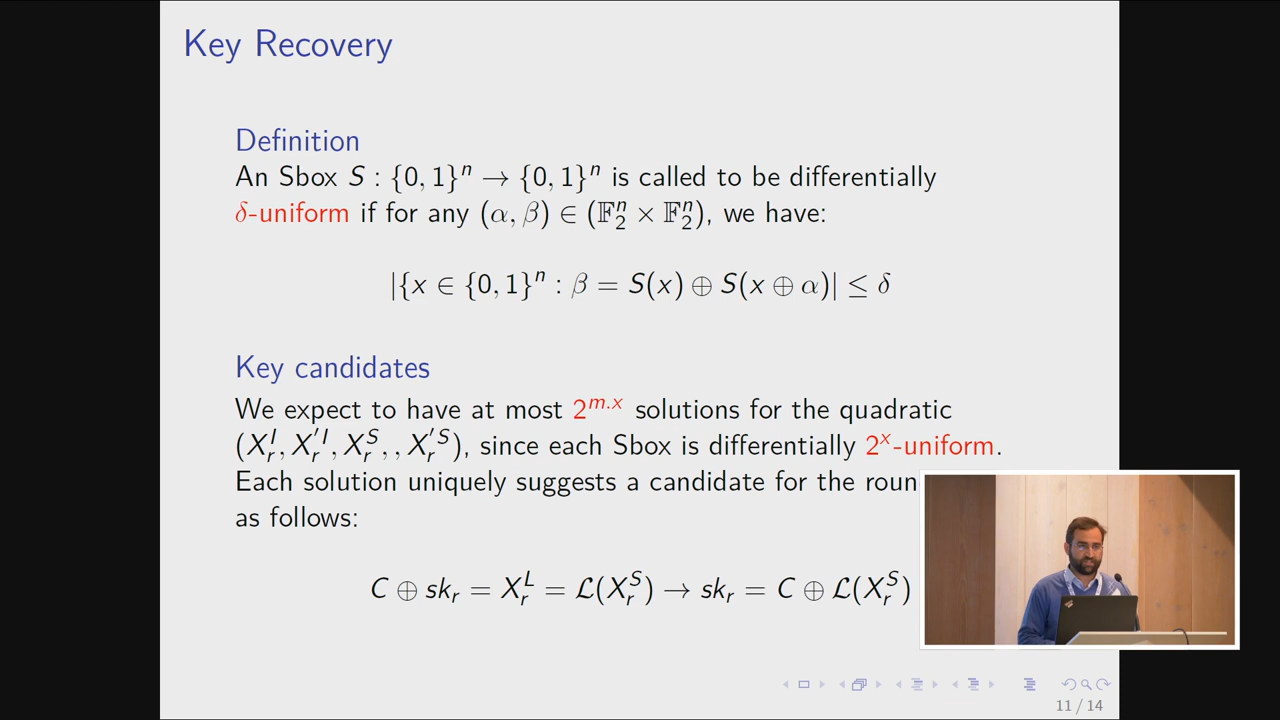 Key Recovery
Definition
An Sbox S : {0, 1}ⁿ → {0, 1}ⁿ is called to be differentially
δ-uniform if for any (α, β) ∈ (𝔽₂ⁿ × 𝔽₂ⁿ), we have:
|{x ∈ {0, 1}ⁿ : β = S(x) ⊕ S(x ⊕ α)| ≤ δ
Key candidates
We expect to have at most 2^{m.x} solutions for the quadratic
(X_r^I, X_r^{'I}, X_r^S, , X_r^{'S}), since each Sbox is differentially 2^x-uniform.
Each solution uniquely suggests a candidate for the roun
as follows:
C ⊕ sk_r = X_r^L = ℒ(X_r^S) → sk_r = C ⊕ ℒ(X_r^S)
11 / 14